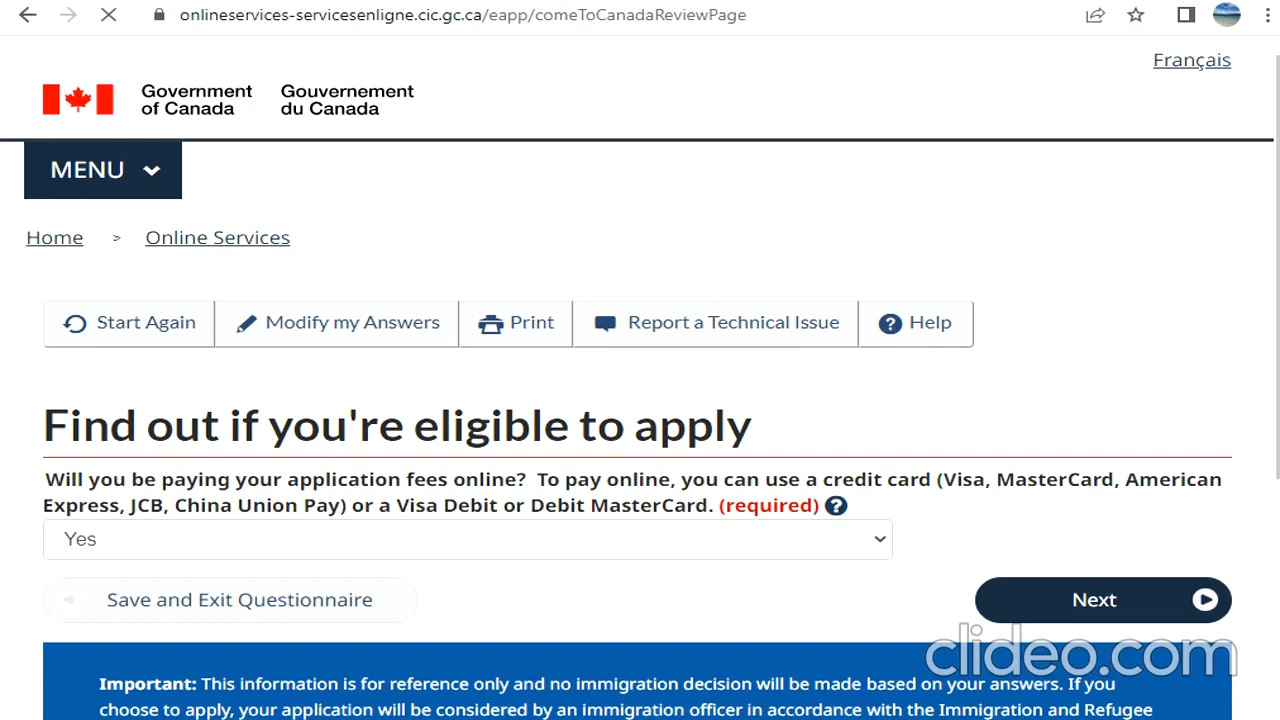 onlineservices-servicesenligne.cic.gc.ca/eapp/comeToCanadaReviewPage
Français
Government Gouvernement
of Canada du Canada
MENU
Home > Online Services
Start Again Modify my Answers Print Report a Technical Issue ? Help
Find out if you're eligible to apply
Will you be paying your application fees online? To pay online, you can use a credit card (Visa, MasterCard, American
Express, JCB, China Union Pay) or a Visa Debit or Debit MasterCard. (required) ?
Yes
Save and Exit Questionnaire Next
clideo.com
Important: This information is for reference only and no immigration decision will be made based on your answers. If you
choose to apply, your application will be considered by an immigration officer in accordance with the Immigration and Refugee